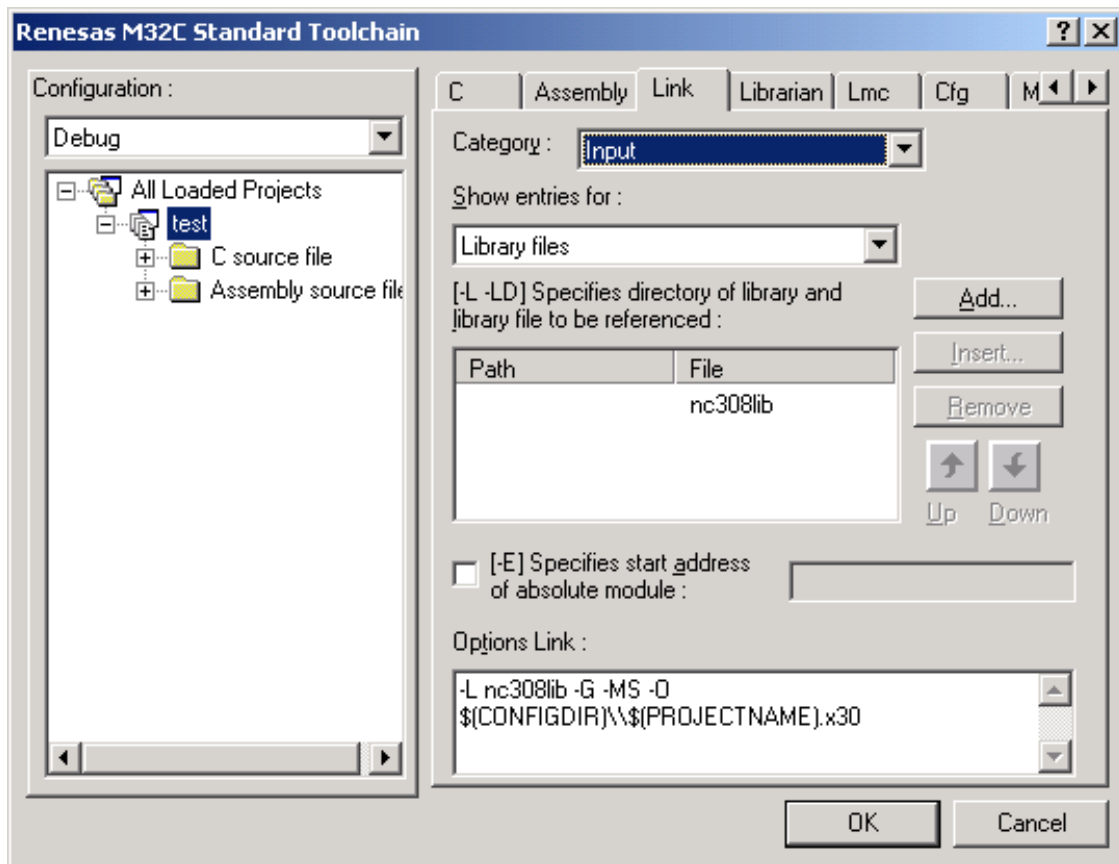 Renesas M32C Standard Toolchain
Configuration :
Debug
All Loaded Projects
test
C source file
Assembly source file
C Assembly Link Librarian Lmc Cfg M
Category : Input
Show entries for :
Library files
[-L -LD] Specifies directory of library and
library file to be referenced :
Add...
Insert...
Remove
Path File
nc308lib
Up Down
[-E] Specifies start address
of absolute module :
Options Link :
-L nc308lib -G -MS -O
$(CONFIGDIR)\\$(PROJECTNAME).x30
OK Cancel